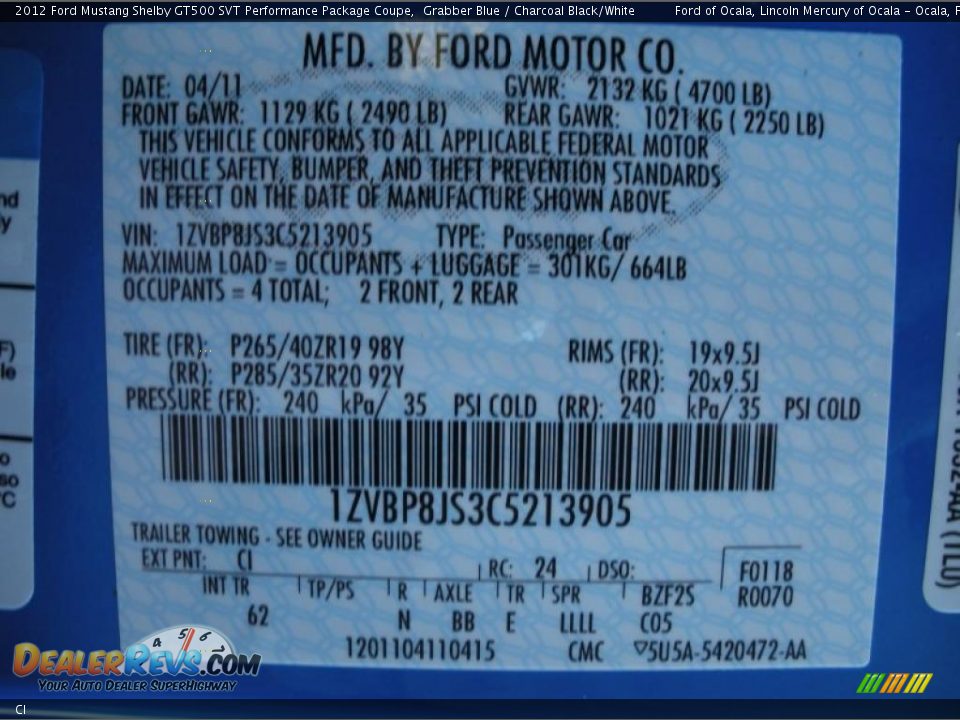 2012 Ford Mustang Shelby GT500 SVT Performance Package Coupe, Grabber Blue / Charcoal Black/White Ford of Ocala, Lincoln Mercury of Ocala - Ocala, F
MFD. BY FORD MOTOR CO.
DATE: 04/11 GVWR: 2132 KG ( 4700 LB)
FRONT GAWR: 1129 KG ( 2490 LB) REAR GAWR: 1021 KG ( 2250 LB)
THIS VEHICLE CONFORMS TO ALL APPLICABLE FEDERAL MOTOR
VEHICLE SAFETY, BUMPER, AND THEFT PREVENTION STANDARDS
IN EFFECT ON THE DATE OF MANUFACTURE SHOWN ABOVE.
VIN: 1ZVBP8JS3C5213905 TYPE: Passenger Car
MAXIMUM LOAD = OCCUPANTS + LUGGAGE = 301KG/ 664LB
OCCUPANTS = 4 TOTAL; 2 FRONT, 2 REAR
TIRE (FR): P265/40ZR19 98Y RIMS (FR): 19x9.5J
(RR): P285/35ZR20 92Y (RR): 20x9.5J
PRESSURE (FR): 240 kPa/ 35 PSI COLD (RR): 240 kPa/ 35 PSI COLD
1ZVBP8JS3C5213905
TRAILER TOWING - SEE OWNER GUIDE
EXT PNT: CI RC: 24 DSO: F0118
INT TR TP/PS R AXLE TR SPR BZF2S R0070
62 N BB E LLLL C05
1201104110415 CMC 5U5A-5420472-AA
DEALERREVS.COM
YOUR AUTO DEALER SUPERHIGHWAY
CI